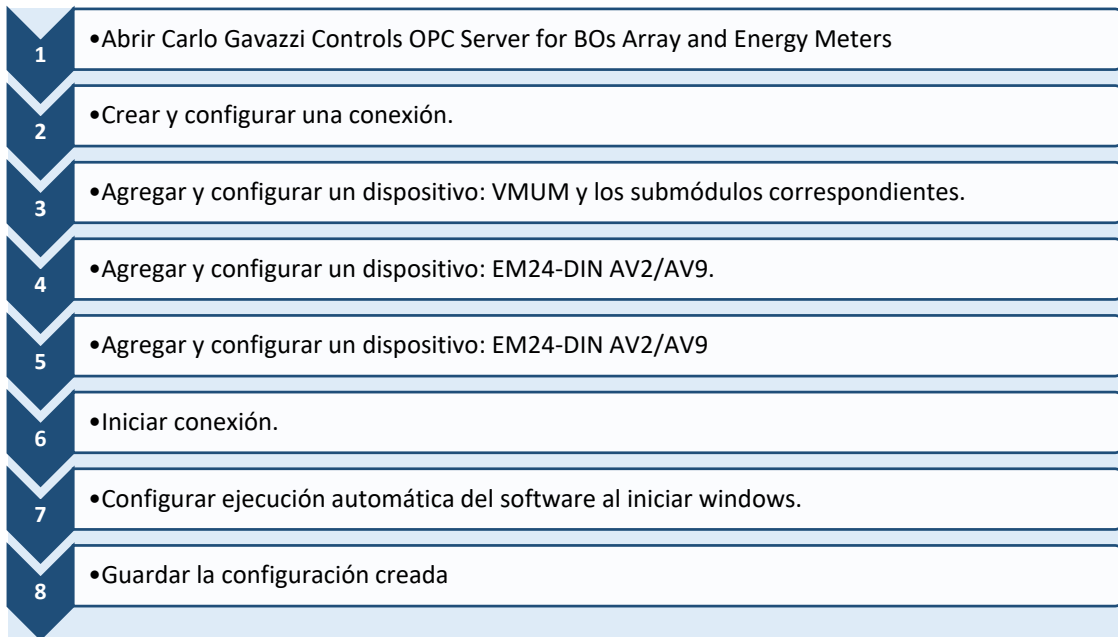 1
•Abrir Carlo Gavazzi Controls OPC Server for BOs Array and Energy Meters
2
•Crear y configurar una conexión.
3
•Agregar y configurar un dispositivo: VMUM y los submódulos correspondientes.
4
•Agregar y configurar un dispositivo: EM24-DIN AV2/AV9.
5
•Agregar y configurar un dispositivo: EM24-DIN AV2/AV9
6
•Iniciar conexión.
7
•Configurar ejecución automática del software al iniciar windows.
8
•Guardar la configuración creada